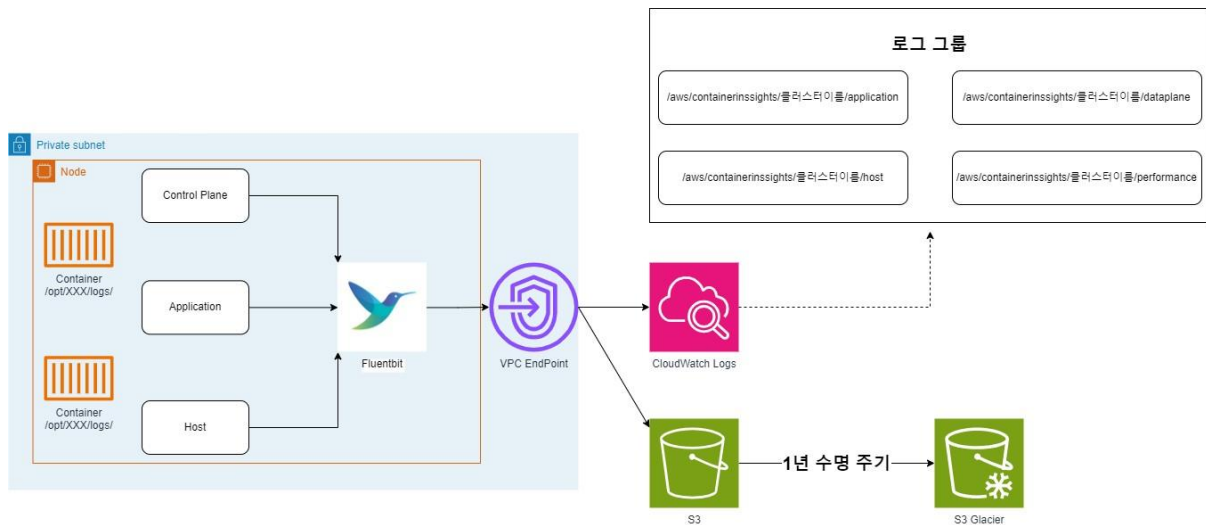 로그 그룹
/aws/containerinssights/클러스터이름/application
/aws/containerinssights/클러스터이름/dataplane
/aws/containerinssights/클러스터이름/host
/aws/containerinssights/클러스터이름/performance
Private subnet
Node
Control Plane
Container
/opt/XXX/logs/
Application
Fluentbit
VPC EndPoint
CloudWatch Logs
Container
/opt/XXX/logs/
Host
1년 수명 주기
S3
S3 Glacier